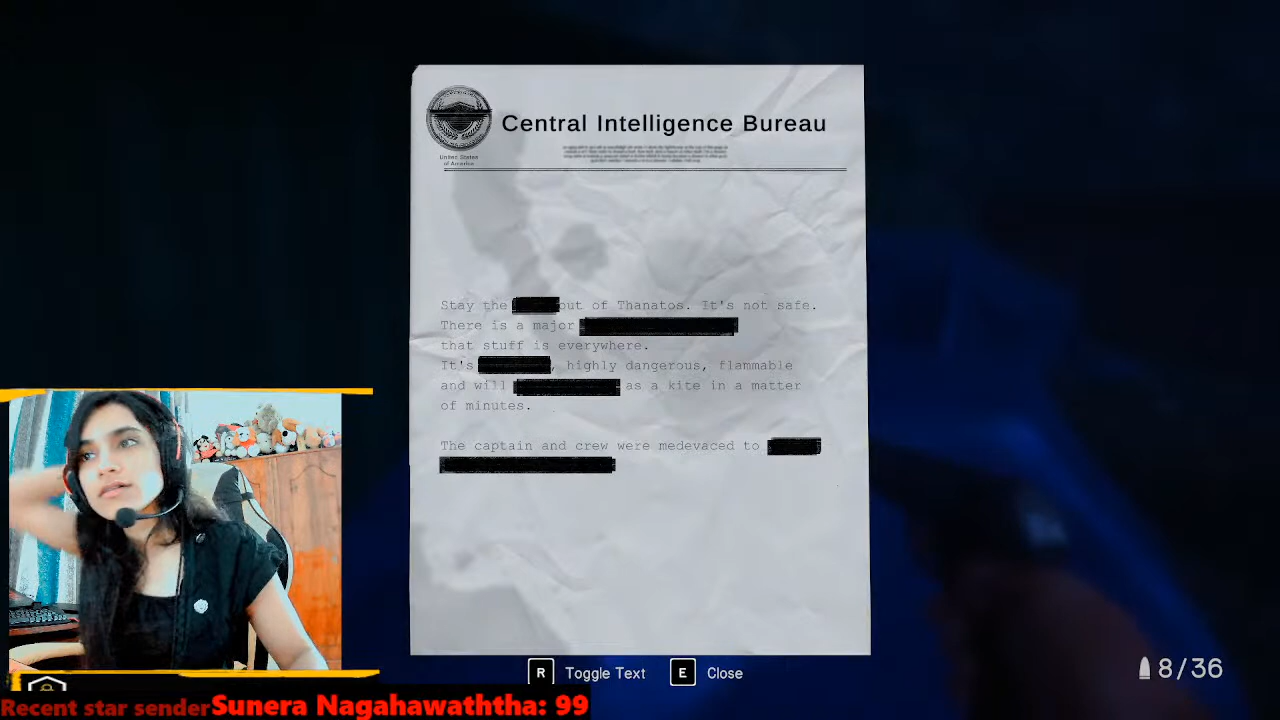 Central Intelligence Bureau
United States
of America
Stay the out of Thanatos. It's not safe.
There is a major
that stuff is everywhere.
It's , highly dangerous, flammable
and will as a kite in a matter
of minutes.
The captain and crew were medevaced to
R Toggle Text E Close
8/36
Recent star sender Sunera Nagahawaththa: 99